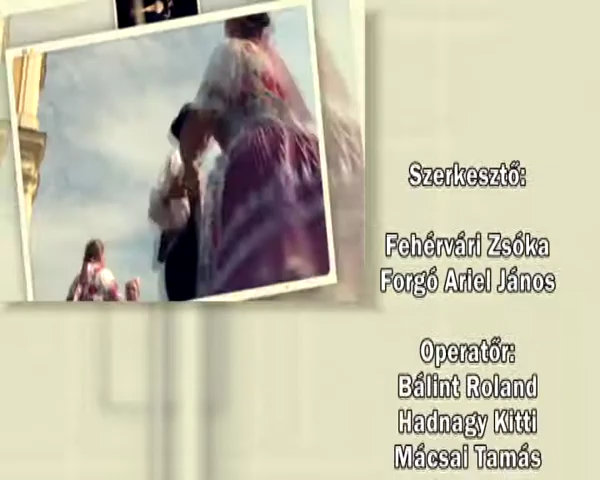 Szerkesztő:
Fehérvári Zsóka
Forgó Ariel János
Operatőr:
Bálint Roland
Hadnagy Kitti
Mácsai Tamás